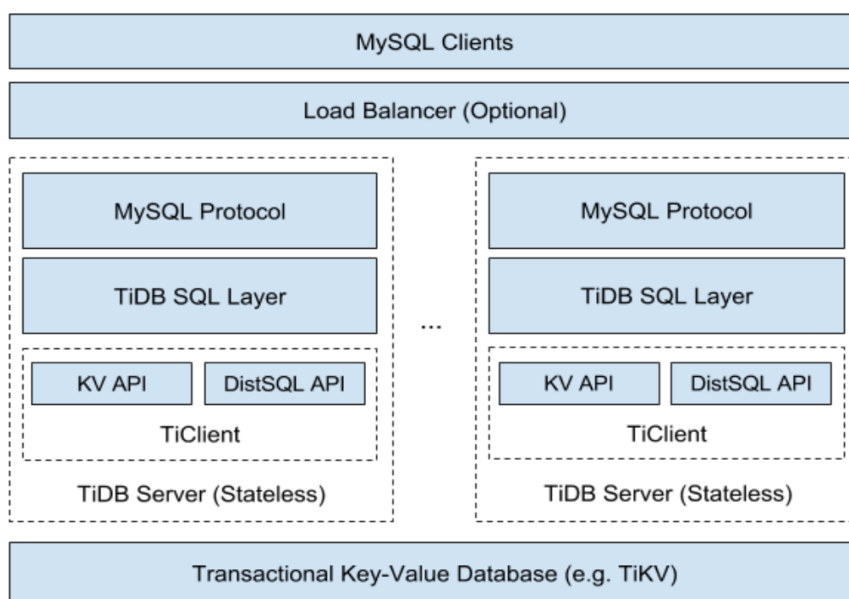 MySQL Clients
Load Balancer (Optional)
MySQL Protocol
TiDB SQL Layer
KV API
DistSQL API
TiClient
TiDB Server (Stateless)
...
MySQL Protocol
TiDB SQL Layer
KV API
DistSQL API
TiClient
TiDB Server (Stateless)
Transactional Key-Value Database (e.g. TiKV)